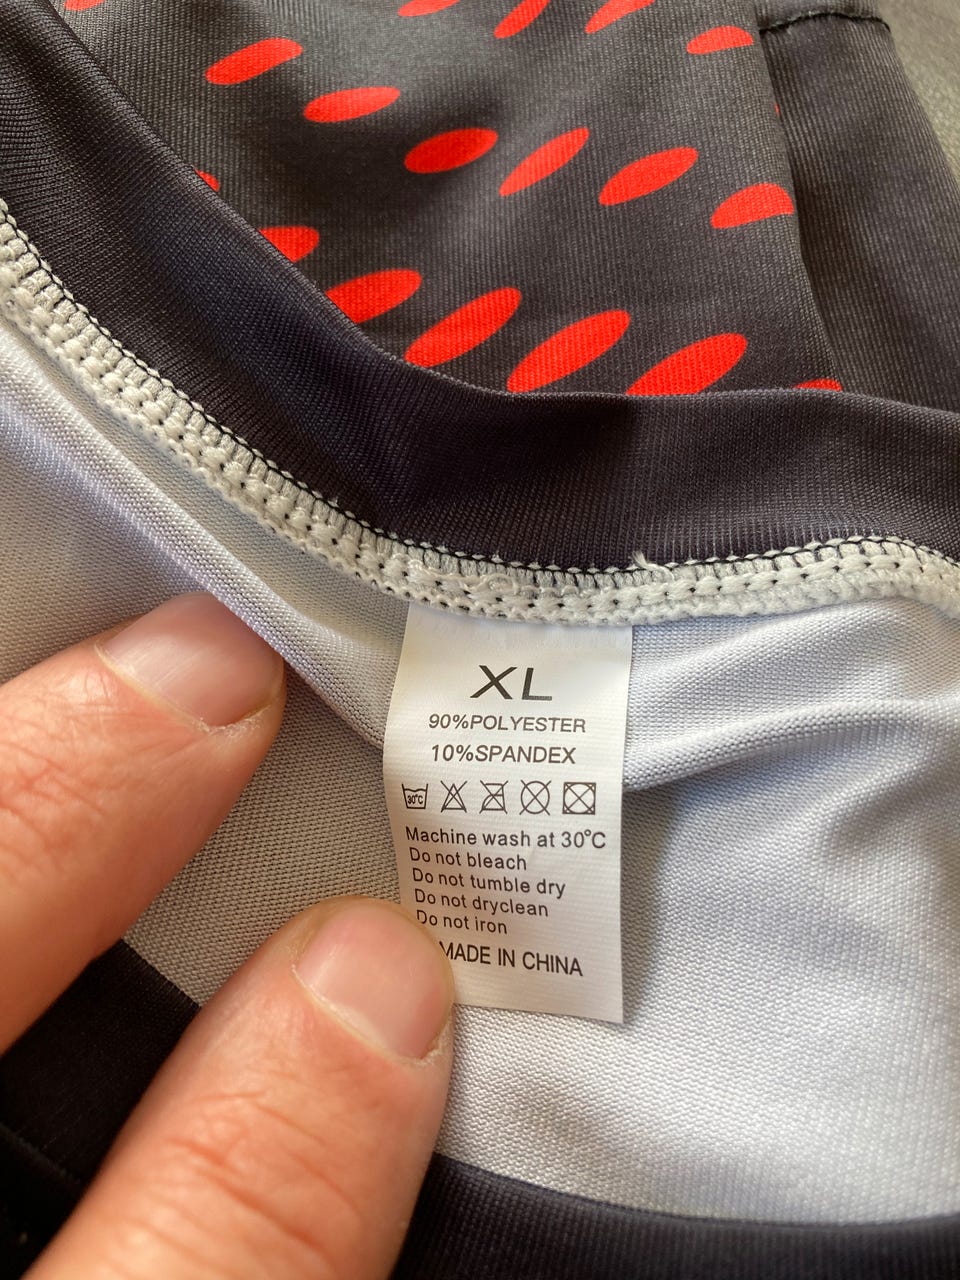 XL
90%POLYESTER
10%SPANDEX
30°C
Machine wash at 30°C
Do not bleach
Do not tumble dry
Do not dryclean
Do not iron
MADE IN CHINA